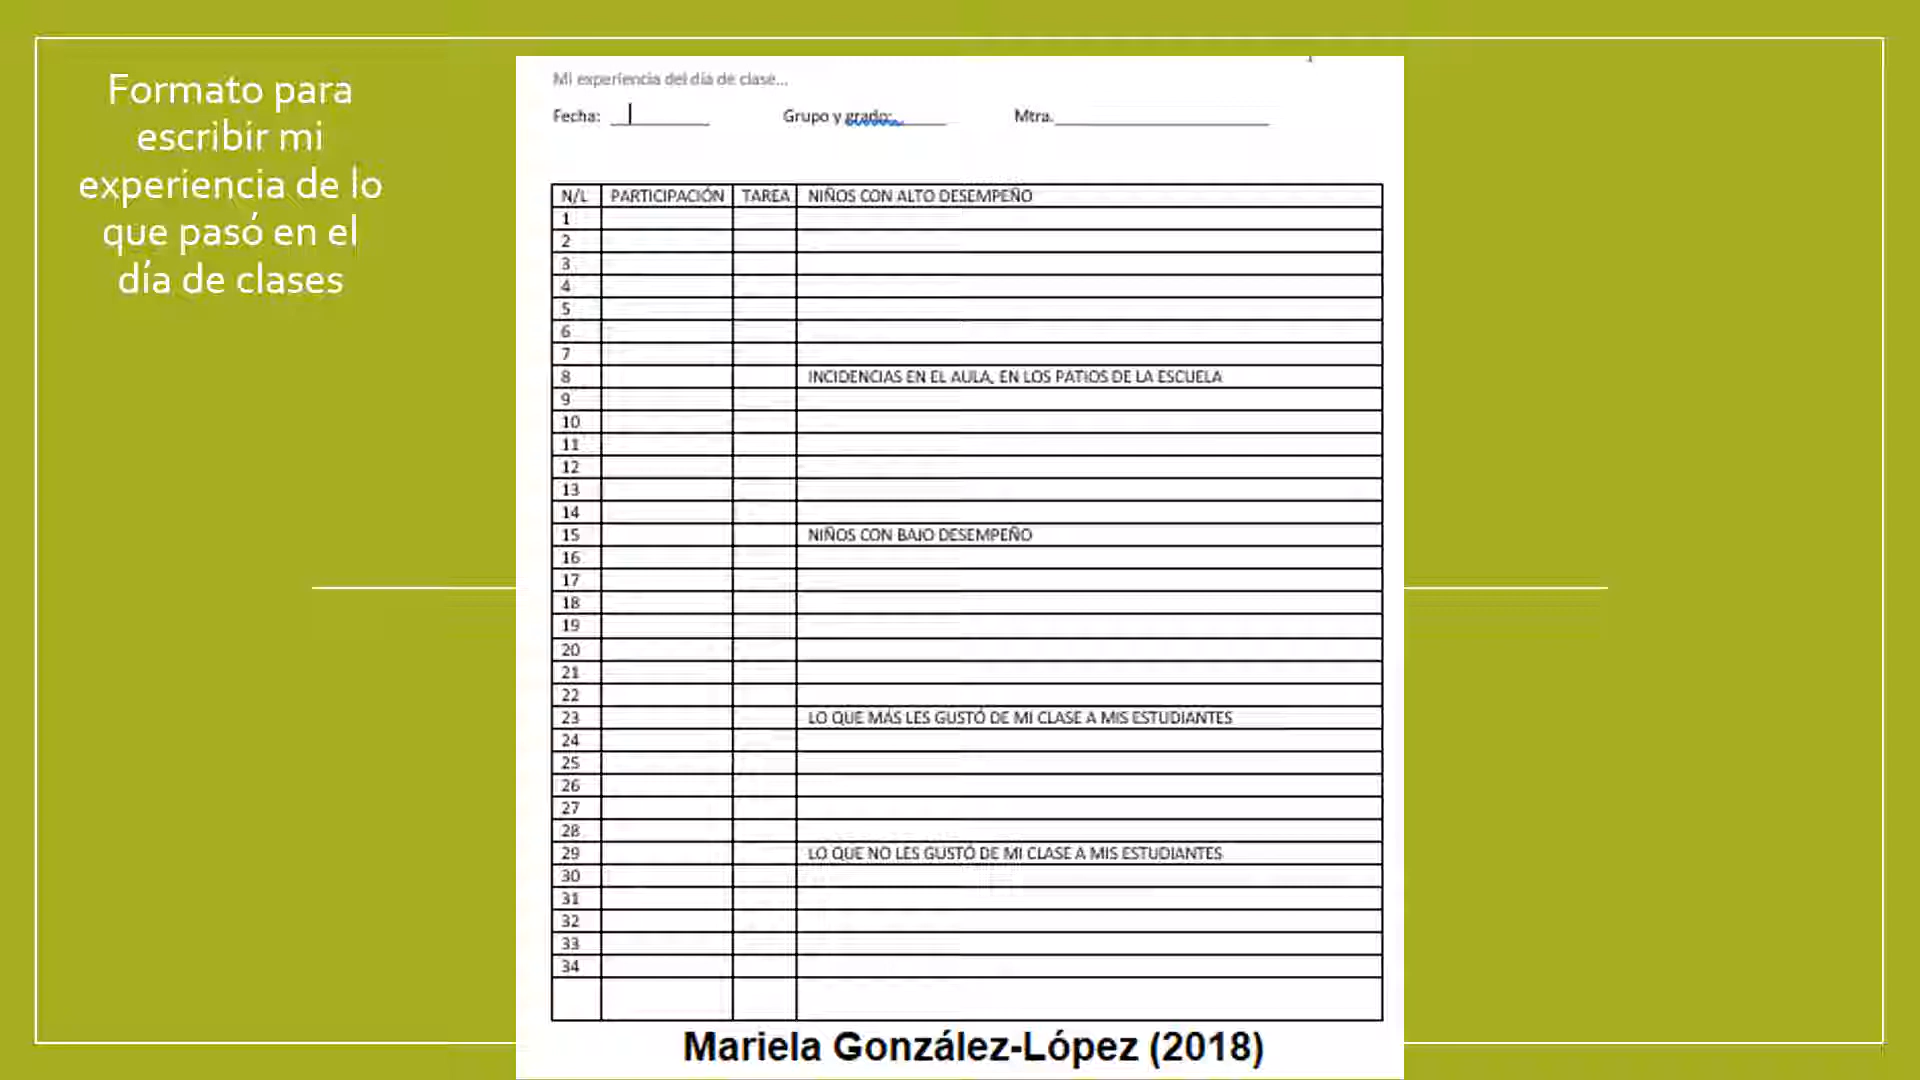 Formato para
escribir mi
experiencia de lo
que pasó en el
día de clases
Mi experiencia del día de clase...
Fecha: ___________ Grupo y grado:______ Mtra._______________________
N/L PARTICIPACIÓN TAREA NIÑOS CON ALTO DESEMPEÑO
1
2
3
4
5
6
7
8 INCIDENCIAS EN EL AULA, EN LOS PATIOS DE LA ESCUELA
9
10
11
12
13
14
15 NIÑOS CON BAJO DESEMPEÑO
16
17
18
19
20
21
22
23 LO QUE MÁS LES GUSTÓ DE MI CLASE A MIS ESTUDIANTES
24
25
26
27
28
29 LO QUE NO LES GUSTÓ DE MI CLASE A MIS ESTUDIANTES
30
31
32
33
34
Mariela González-López (2018)